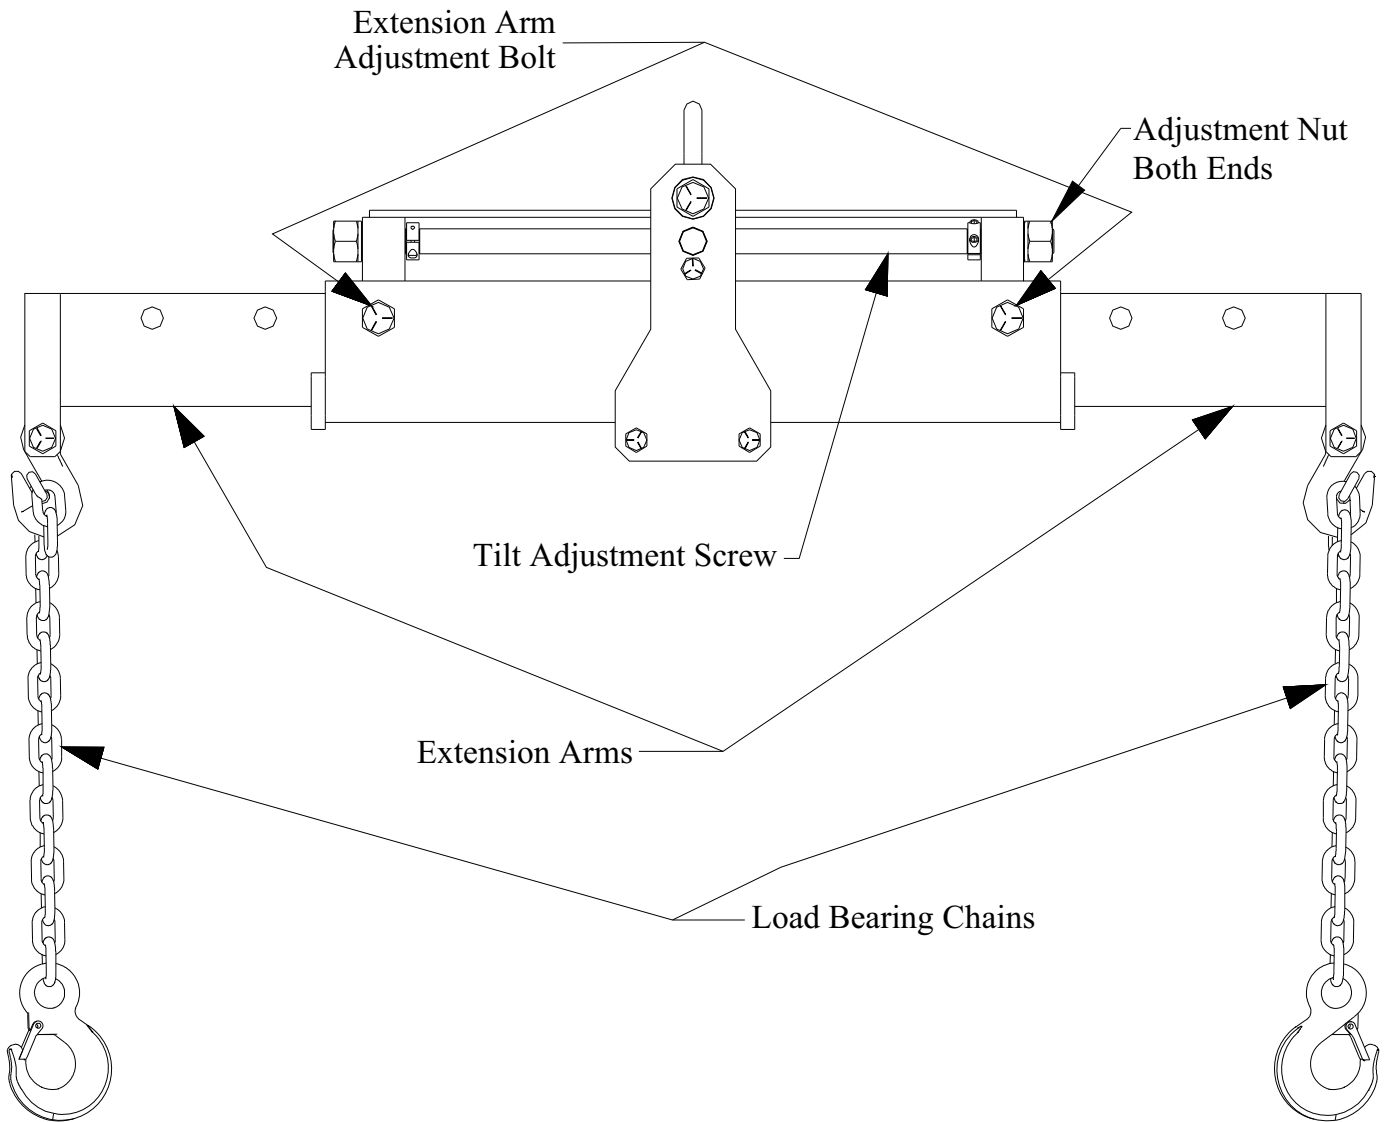 Extension Arm
Adjustment Bolt
Adjustment Nut
Both Ends
Tilt Adjustment Screw
Extension Arms
Load Bearing Chains